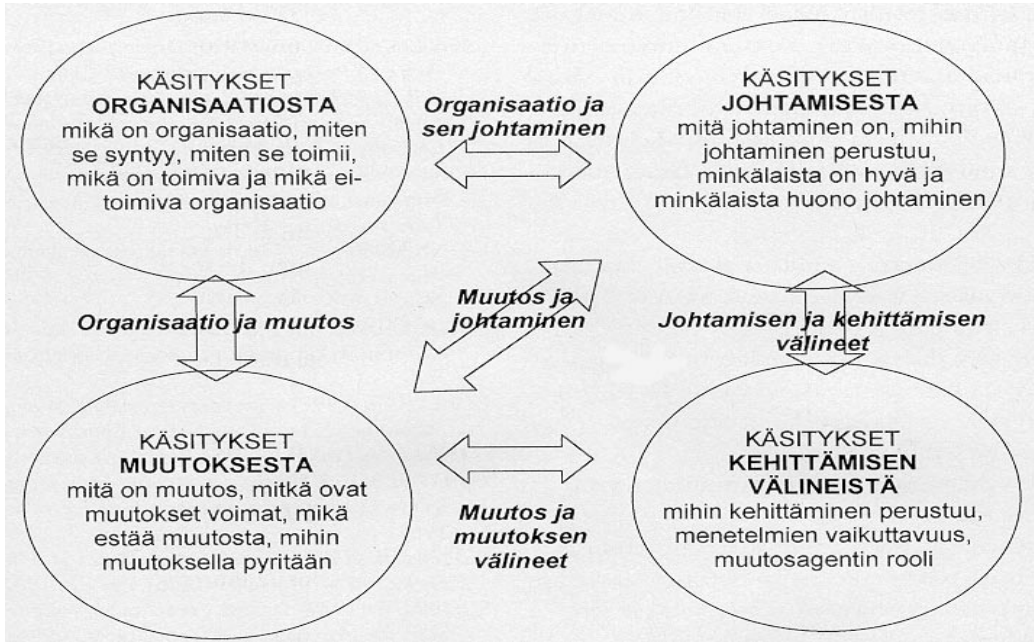 KÄSITYKSET
ORGANISAATIOSTA
mikä on organisaatio, miten
se syntyy, miten se toimii,
mikä on toimiva ja mikä ei-
toimiva organisaatio
Organisaatio ja
sen johtaminen
KÄSITYKSET
JOHTAMISESTA
mitä johtaminen on, mihin
johtaminen perustuu,
minkälaista on hyvä ja
minkälaista huono johtaminen
Organisaatio ja muutos
Muutos ja
johtaminen
Johtamisen ja kehittämisen
välineet
KÄSITYKSET
MUUTOKSESTA
mitä on muutos, mitkä ovat
muutokset voimat, mikä
estää muutosta, mihin
muutoksella pyritään
Muutos ja
muutoksen
välineet
KÄSITYKSET
KEHITTÄMISEN
VÄLINEISTÄ
mihin kehittäminen perustuu,
menetelmien vaikuttavuus,
muutosagentin rooli